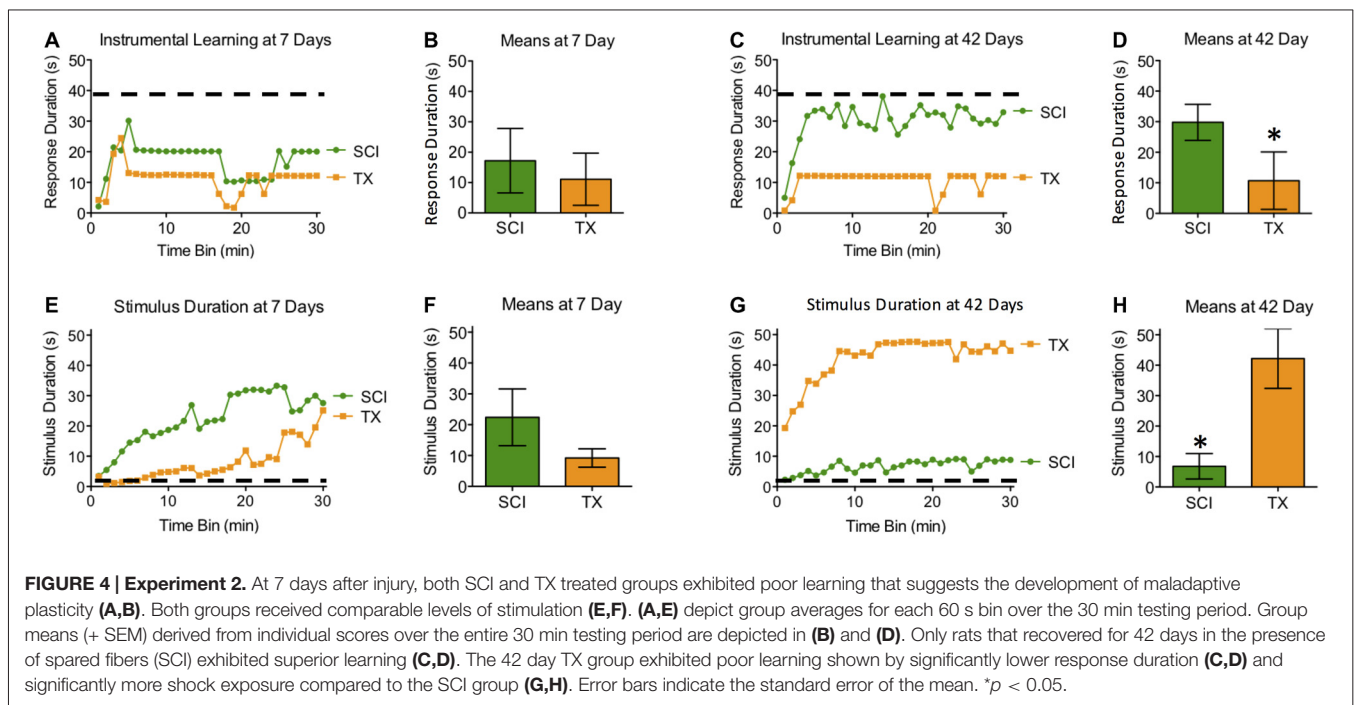 A Instrumental Learning at 7 Days
Response Duration (s)
50
40
30
20
10
0
SCI
TX
0 10 20 30
Time Bin (min)
B Means at 7 Day
Response Duration (s)
50
40
30
20
10
0
SCI TX
C Instrumental Learning at 42 Days
Response Duration (s)
50
40
30
20
10
0
SCI
TX
0 10 20 30
Time Bin (min)
D Means at 42 Day
Response Duration (s)
50
40
30
20
10
0
*
SCI TX
E Stimulus Duration at 7 Days
Stimulus Duration (s)
50
40
30
20
10
0
SCI
TX
0 10 20 30
Time Bin (min)
F Means at 7 Day
Stimulus Duration (s)
50
40
30
20
10
0
SCI TX
G Stimulus Duration at 42 Days
Stimulus Duration (s)
50
40
30
20
10
0
TX
SCI
0 10 20 30
Time Bin (min)
H Means at 42 Day
Stimulus Duration (s)
50
40
30
20
10
0
*
SCI TX
FIGURE 4 | Experiment 2. At 7 days after injury, both SCI and TX treated groups exhibited poor learning that suggests the development of maladaptive
plasticity (A,B). Both groups received comparable levels of stimulation (E,F). (A,E) depict group averages for each 60 s bin over the 30 min testing period. Group
means (+ SEM) derived from individual scores over the entire 30 min testing period are depicted in (B) and (D). Only rats that recovered for 42 days in the presence
of spared fibers (SCI) exhibited superior learning (C,D). The 42 day TX group exhibited poor learning shown by significantly lower response duration (C,D) and
significantly more shock exposure compared to the SCI group (G,H). Error bars indicate the standard error of the mean. *p < 0.05.